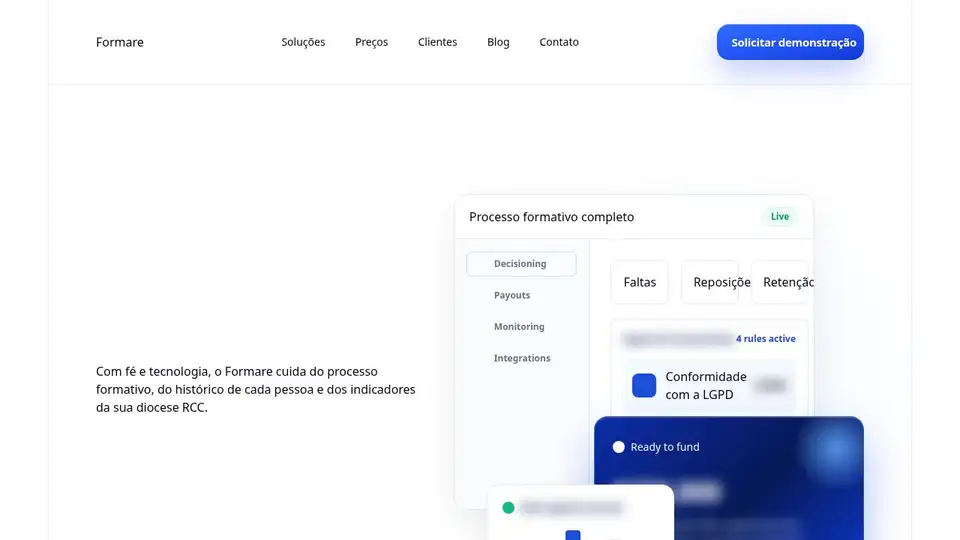 Formare
Soluções
Preços
Clientes
Blog
Contato
Solicitar demonstração
Com fé e tecnologia, o Formare cuida do processo
formativo, do histórico de cada pessoa e dos indicadores
da sua diocese RCC.
Processo formativo completo
Live
Decisioning
Payouts
Monitoring
Integrations
Faltas
Reposiçõe
Retenção
4 rules active
Conformidade
com a LGPD
Ready to fund